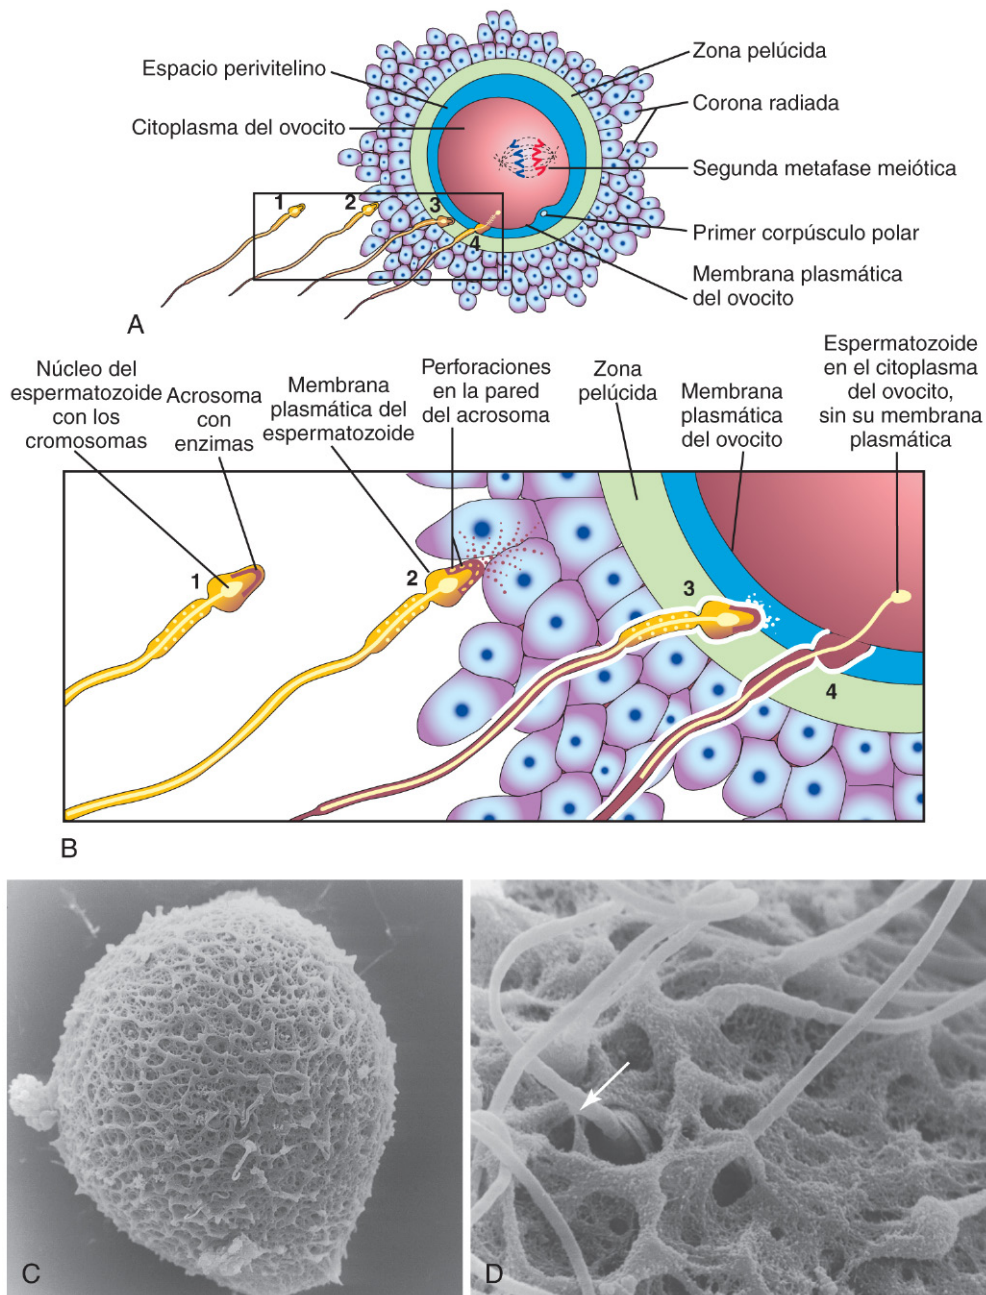 Espacio perivitelino
Citoplasma del ovocito
Zona pelúcida
Corona radiada
Segunda metafase meiótica
Primer corpúsculo polar
Membrana plasmática
del ovocito
1
2
3
4
A
Núcleo del
espermatozoide
con los
cromosomas
Acrosoma
con
enzimas
Membrana
plasmática del
espermatozoide
Perforaciones
en la pared
del acrosoma
Zona
pelúcida
Membrana
plasmática
del ovocito
Espermatozoide
en el citoplasma
del ovocito,
sin su membrana
plasmática
1
2
3
4
B
C
D